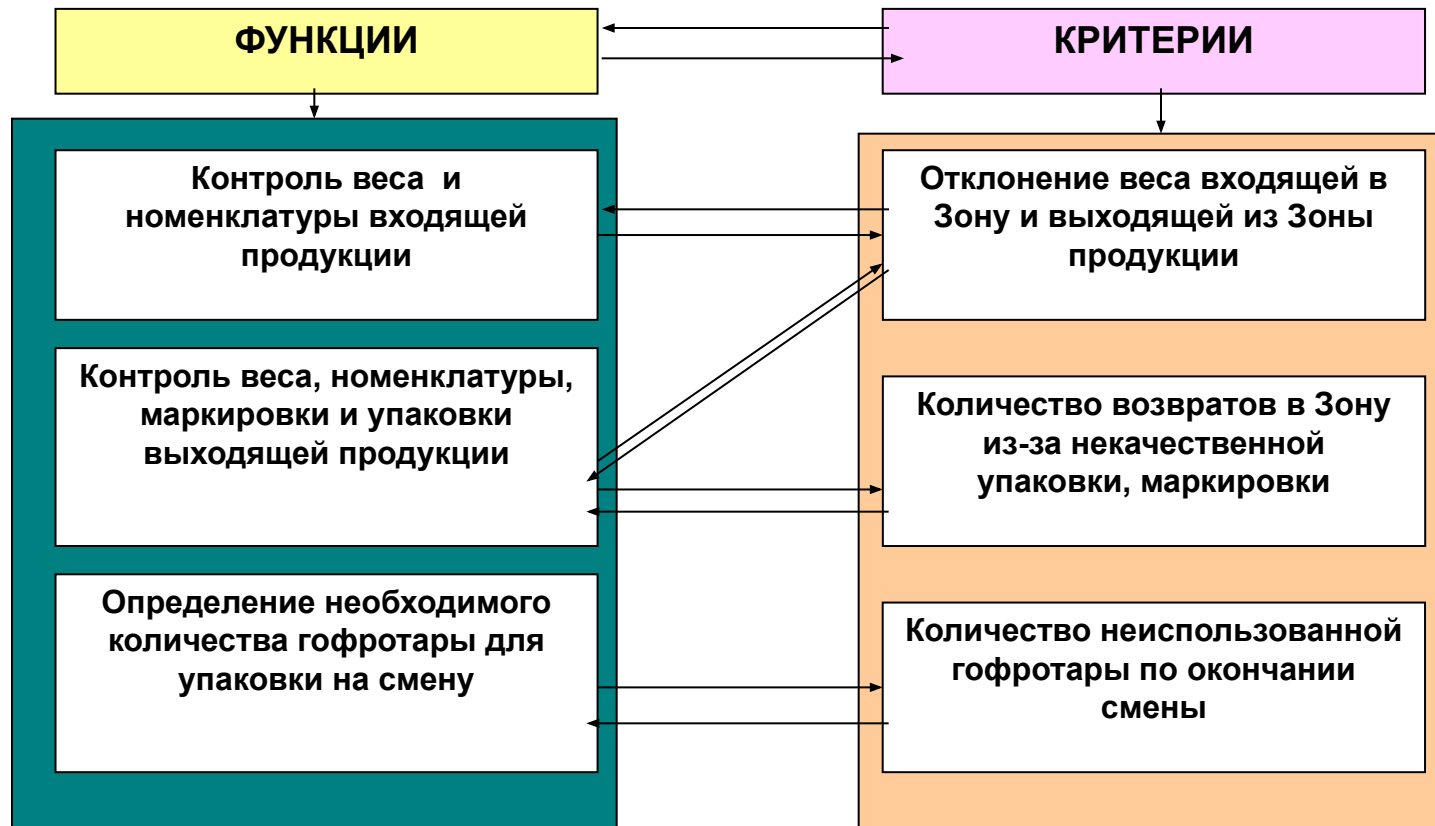 ФУНКЦИИ
КРИТЕРИИ
Контроль веса и
номенклатуры входящей
продукции
Отклонение веса входящей в
Зону и выходящей из Зоны
продукции
Контроль веса, номенклатуры,
маркировки и упаковки
выходящей продукции
Количество возвратов в Зону
из-за некачественной
упаковки, маркировки
Определение необходимого
количества гофротары для
упаковки на смену
Количество неиспользованной
гофротары по окончании
смены